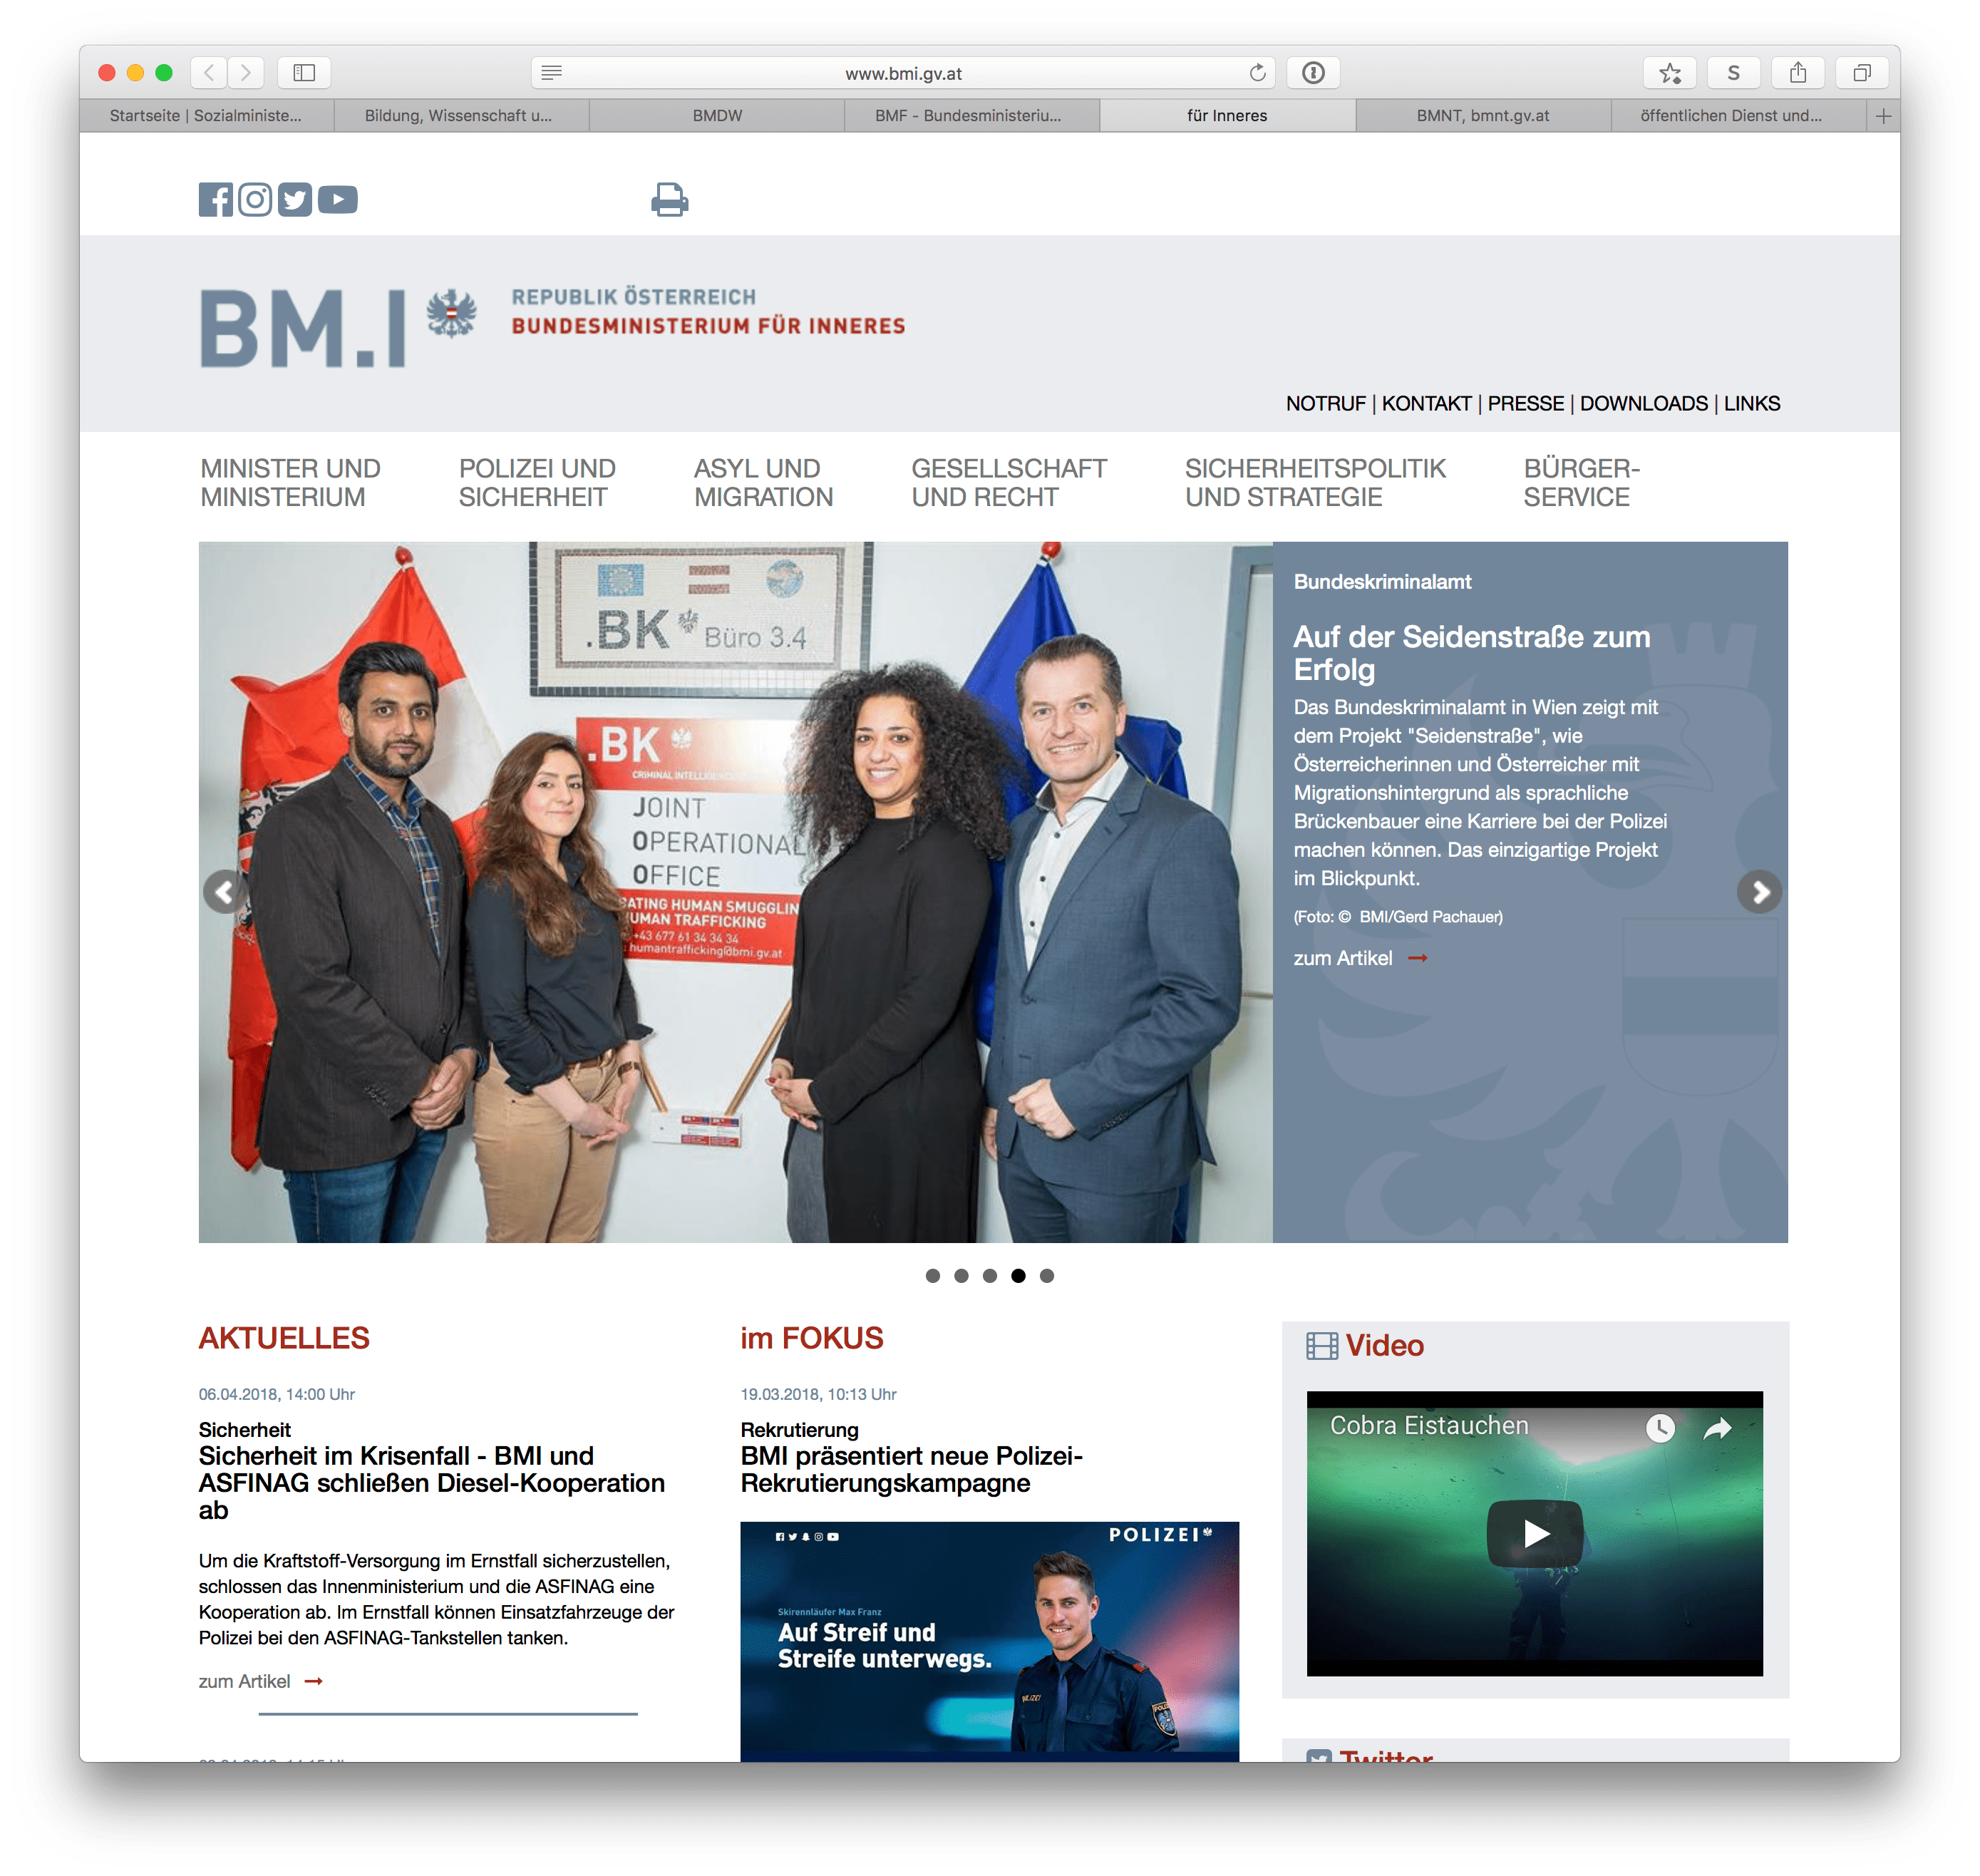 www.bmi.gv.at
S
Startseite | Sozialministe...
Bildung, Wissenschaft u...
BMDW
BMF - Bundesministeriu...
für Inneres
BMNT, bmnt.gv.at
öffentlichen Dienst und...
BM.I
REPUBLIK ÖSTERREICH
BUNDESMINISTERIUM FÜR INNERES
NOTRUF | KONTAKT | PRESSE | DOWNLOADS | LINKS
MINISTER UND
MINISTERIUM
POLIZEI UND
SICHERHEIT
ASYL UND
MIGRATION
GESELLSCHAFT
UND RECHT
SICHERHEITSPOLITIK
UND STRATEGIE
BÜRGER-
SERVICE
.BK Büro 3.4
.BK
CRIMINAL
JOINT
OPERATIONAL
OFFICE
HUMAN SMUGGLIN
HUMAN TRAFFICKING
+43 677 61 34 34 34
humantrafficking@bmi.gv.at
Bundeskriminalamt
Auf der Seidenstraße zum
Erfolg
Das Bundeskriminalamt in Wien zeigt mit
dem Projekt "Seidenstraße", wie
Österreicherinnen und Österreicher mit
Migrationshintergrund als sprachliche
Brückenbauer eine Karriere bei der Polizei
machen können. Das einzigartige Projekt
im Blickpunkt.
(Foto: © BMI/Gerd Pachauer)
zum Artikel
AKTUELLES
06.04.2018, 14:00 Uhr
Sicherheit
Sicherheit im Krisenfall - BMI und
ASFINAG schließen Diesel-Kooperation
ab
Um die Kraftstoff-Versorgung im Ernstfall sicherzustellen,
schlossen das Innenministerium und die ASFINAG eine
Kooperation ab. Im Ernstfall können Einsatzfahrzeuge der
Polizei bei den ASFINAG-Tankstellen tanken.
zum Artikel
im FOKUS
19.03.2018, 10:13 Uhr
Rekrutierung
BMI präsentiert neue Polizei-
Rekrutierungskampagne
POLIZEI
Skirennläufer Max Franz
Auf Streif und
Streife unterwegs.
POLIZEI
Video
Cobra Eistauchen
Twitter